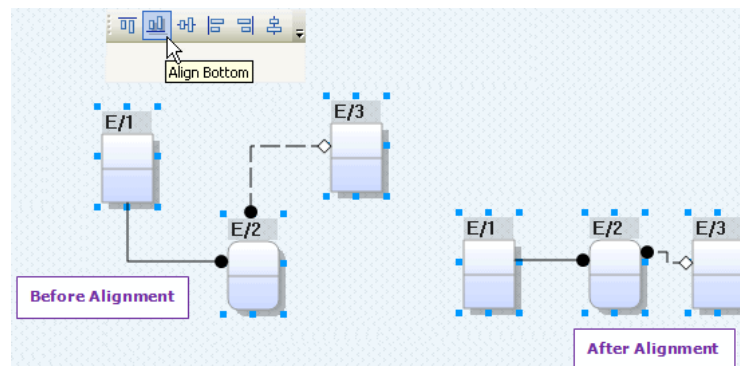 Align Bottom
E/1
E/3
E/2
E/1
E/2
E/3
Before Alignment
After Alignment